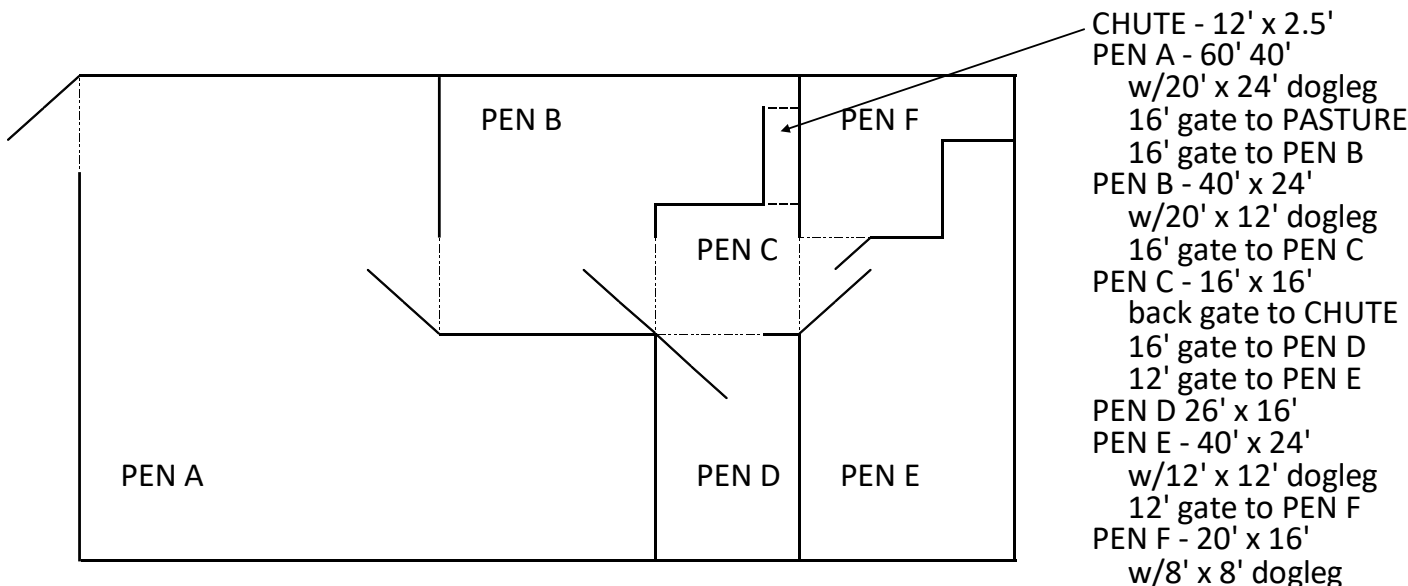 CHUTE - 12' x 2.5'
PEN A - 60' 40'
w/20' x 24' dogleg
16' gate to PASTURE
16' gate to PEN B
PEN B - 40' x 24'
w/20' x 12' dogleg
16' gate to PEN C
PEN C - 16' x 16'
back gate to CHUTE
16' gate to PEN D
12' gate to PEN E
PEN D 26' x 16'
PEN E - 40' x 24'
w/12' x 12' dogleg
12' gate to PEN F
PEN F - 20' x 16'
w/8' x 8' dogleg
PEN B
PEN F
PEN C
PEN A
PEN D
PEN E